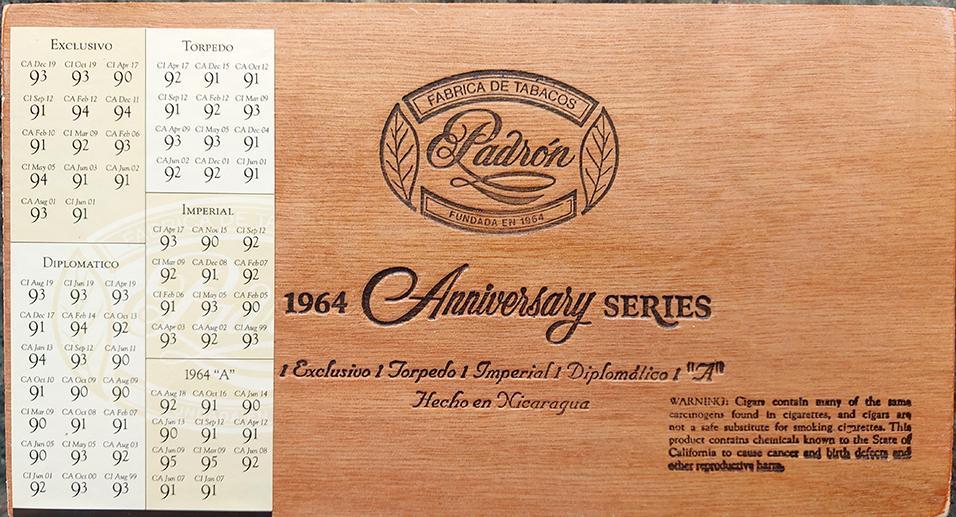 EXCLUSIVO
CA Dec 19 CI Oct 19 CI Apr 17
93 93 90
CI Sep 12 CA Feb 12 CA Dec 11
91 94 94
CA Feb 10 CI Mar 09 CA Feb 06
91 92 93
CI May 05 CA Jun 03 CA Jun 02
94 91 91
CA Aug 01 CI Jun 01
93 91
DIPLOMATICO
CI Aug 19 CI Jun 19 CA Apr 19
93 93 93
CA Dec 17 CA Feb 14 CA Oct 13
91 94 92
CA Jan 14 CI Sep 12 CA Jun 11
94 93 90
CA Oct 10 CA Oct 09 CA Aug 09
91 90 90
CI Mar 09 CA Oct 08 CA Feb 07
90 91 91
CA Jun 05 CI May 05 CA Aug 03
90 93 92
CI Jun 01 CA Oct 00 CI Aug 99
92 93 93
TORPEDO
CI Apr 17 CA Dec 15 CA Oct 12
92 91 91
CI Sep 12 CA Feb 12 CI Mar 09
91 92 93
CA Apr 09 CI May 05 CA Dec 04
93 93 91
CA Jun 02 CA Dec 01 CI Jun 01
92 92 91
IMPERIAL
CI Apr 17 CA Nov 15 CI Sep 12
93 90 92
CI Mar 09 CA Dec 08 CA Feb 07
92 91 92
CI Feb 06 CI May 05 CA Feb 05
91 93 90
CA Apr 03 CA Aug 02 CI Aug 99
93 92 93
1964 "A"
CA Aug 18 CA Oct 16 CA Jun 14
92 91 90
CA Jun 13 CI Sep 12 CA Apr 12
90 91 91
CA Jun 09 CI Mar 09 CA Jun 08
95 95 92
CA Jun 07 CI Jan 07
91 91
FABRICA DE TABACOS
Padrón
FUNDADA EN 1964
1964 Anniversary SERIES
1 Exclusivo 1 Torpedo 1 Imperial 1 Diplomático 1 "A"
Hecho en Nicaragua
WARNING: Cigars contain many of the same
carcinogens found in cigarettes, and cigars are
not a safe substitute for smoking cigarettes. This
product contains chemicals known to the State of
California to cause cancer and birth defects and
other reproductive harm.